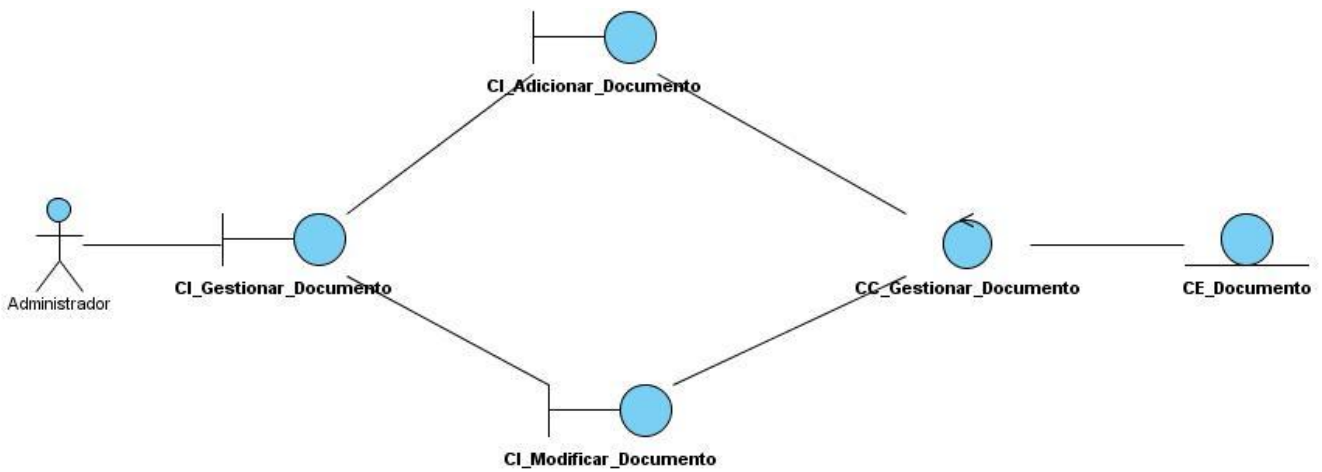 CI_Adicionar_Documento
Administrador
CI_Gestionar_Documento
CC_Gestionar_Documento
CE_Documento
CI_Modificar_Documento